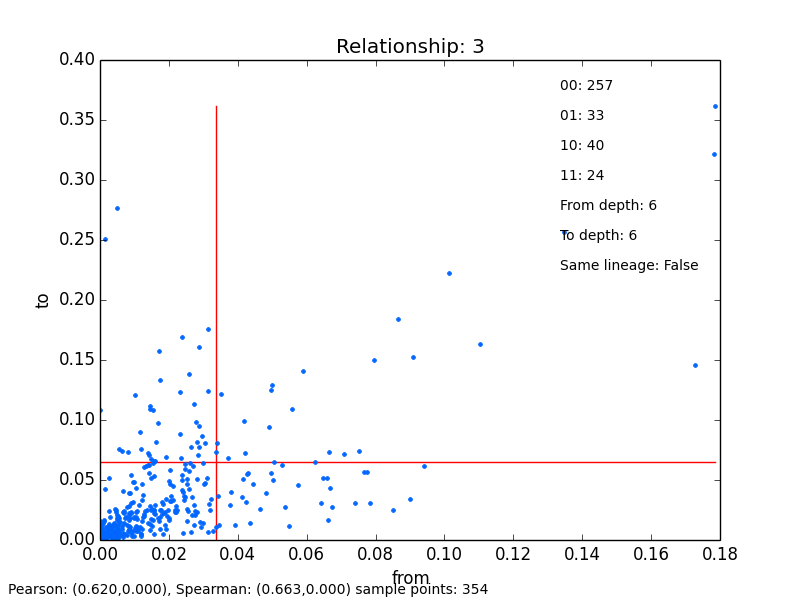 Relationship: 3
0.40
0.35
0.30
0.25
0.20
0.15
0.10
0.05
0.00
to
00: 257
01: 33
10: 40
11: 24
From depth: 6
To depth: 6
Same lineage: False
0.00 0.02 0.04 0.06 0.08 0.10 0.12 0.14 0.16 0.18
from
Pearson: (0.620,0.000), Spearman: (0.663,0.000) sample points: 354